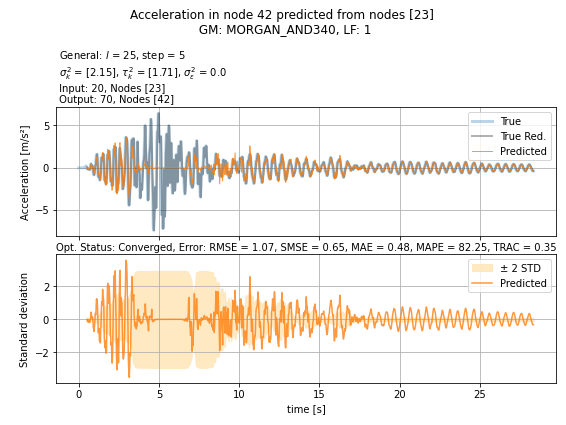 Acceleration in node 42 predicted from nodes [23]
GM: MORGAN_AND340, LF: 1
General: l = 25, step = 5
σ²ₖ = [2.15], τ²ₖ = [1.71], σ²ε = 0.0
Input: 20, Nodes [23]
Output: 70, Nodes [42]
Acceleration [m/s²]
5
0
−5
True
True Red.
Predicted
Opt. Status: Converged, Error: RMSE = 1.07, SMSE = 0.65, MAE = 0.48, MAPE = 82.25, TRAC = 0.35
Standard deviation
2
0
−2
± 2 STD
Predicted
0 5 10 15 20 25
time [s]